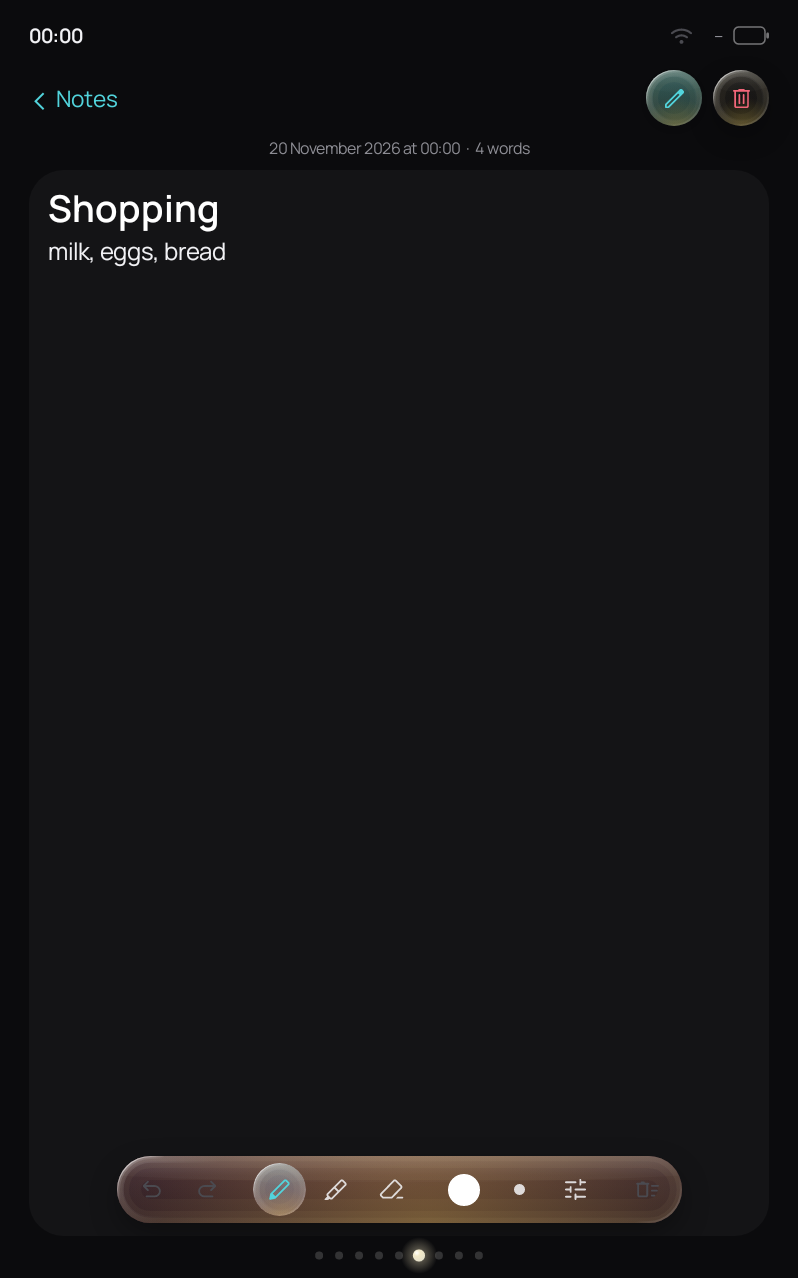 00:00
–
Notes
20 November 2026 at 00:00 · 4 words
Shopping
milk, eggs, bread